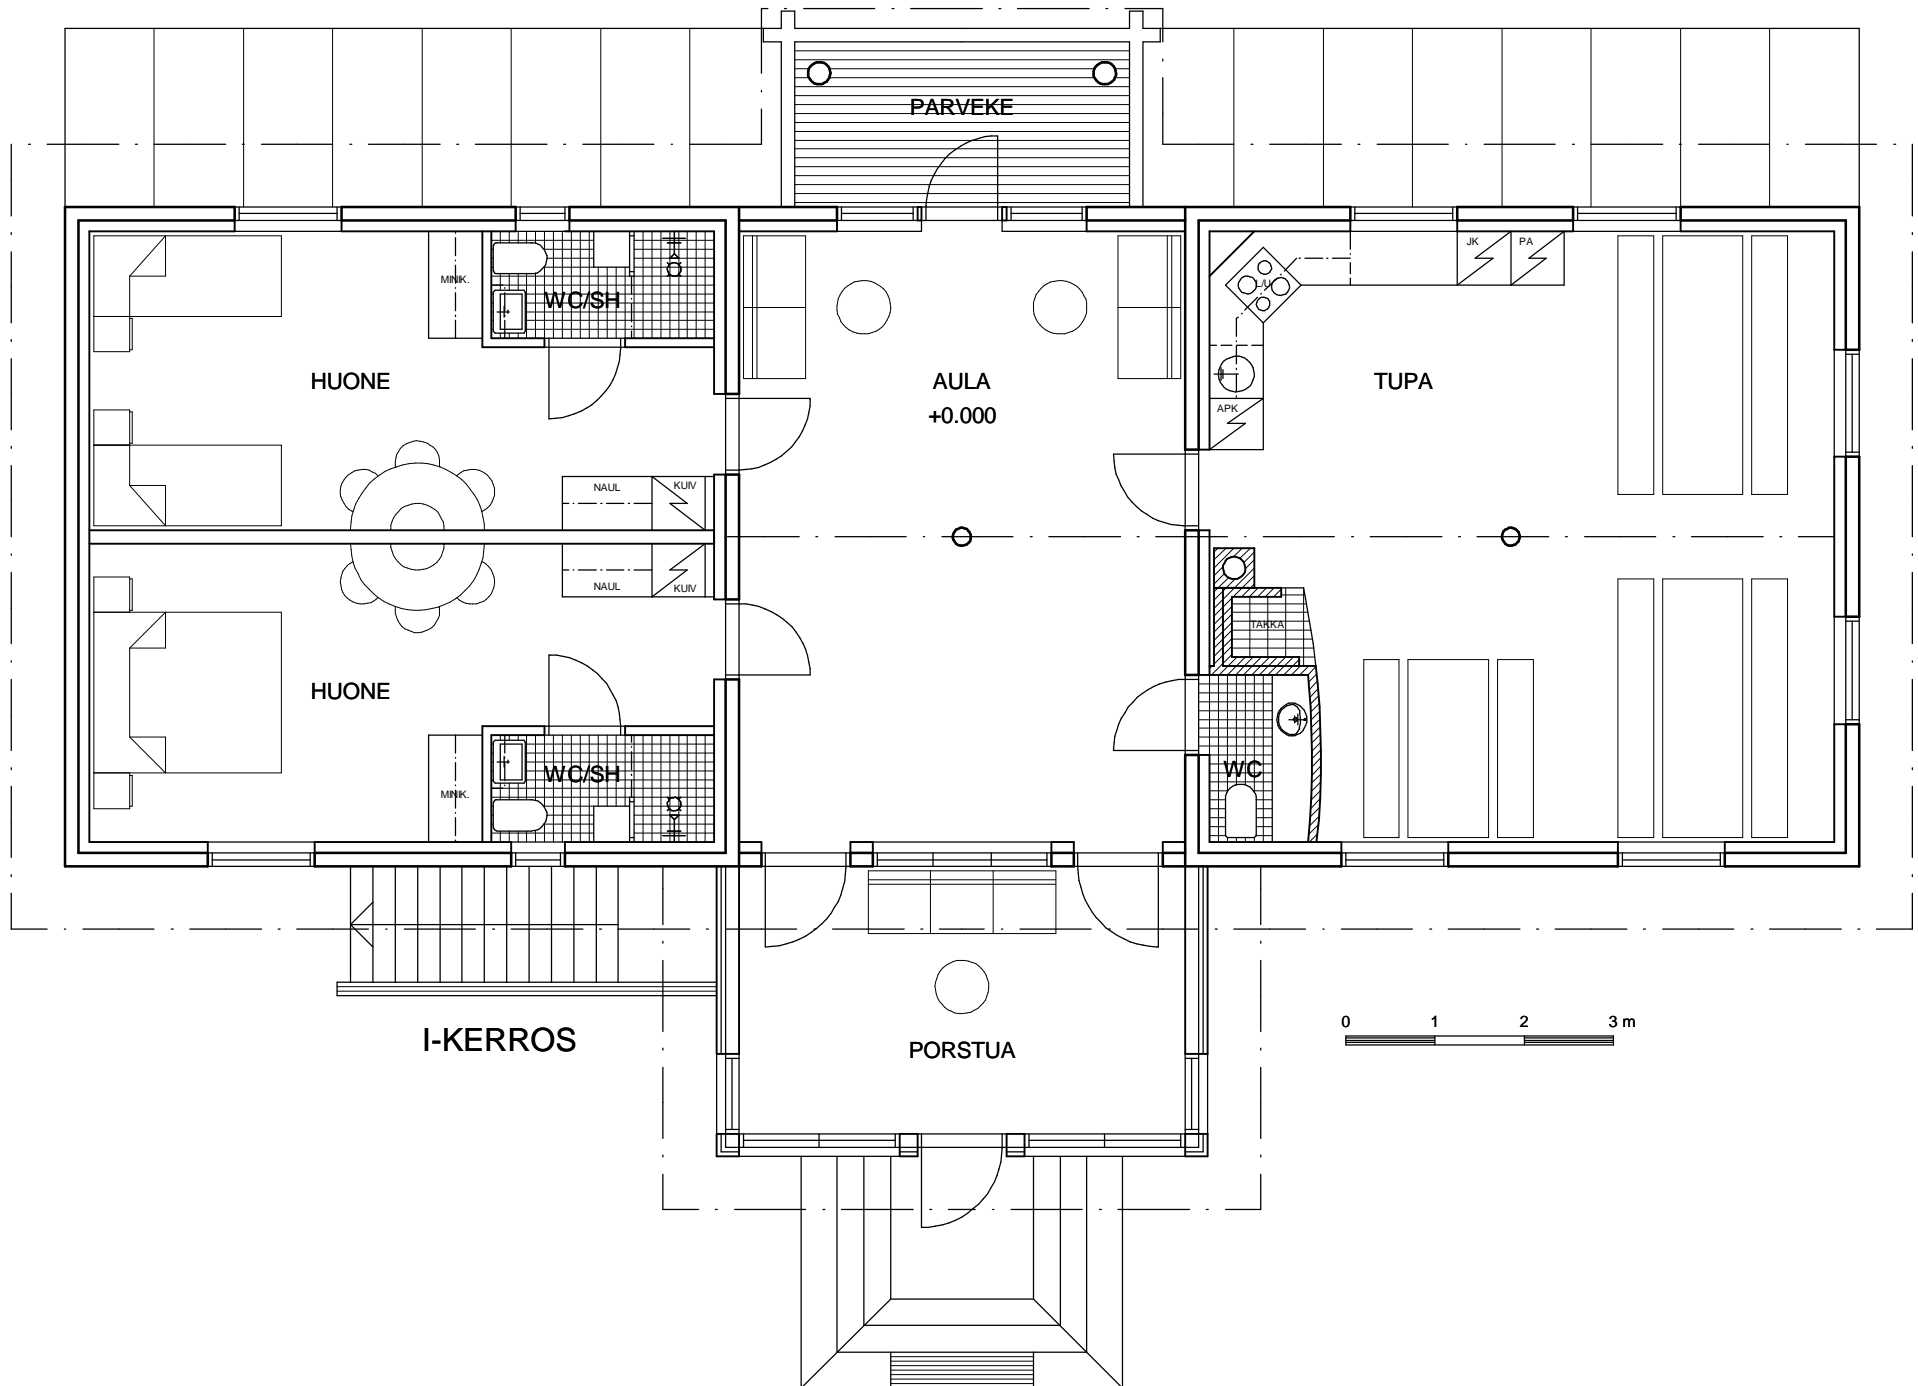 PARVEKE
JK PA
L/U
MINIK.
WC/SH
HUONE
AULA
+0.000
TUPA
APK
NAUL KUIV
NAUL KUIV
TAKKA
HUONE
WC/SH
WC
MINIK.
I-KERROS
PORSTUA
0 1 2 3 m